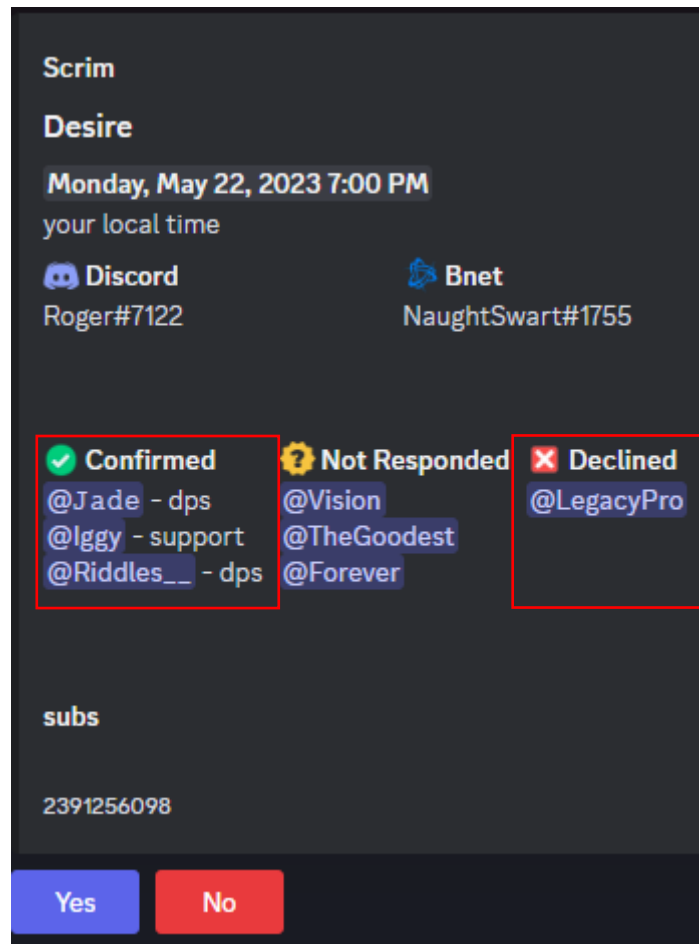 Scrim
Desire
Monday, May 22, 2023 7:00 PM
your local time
Discord
Roger#7122
Bnet
NaughtSwart#1755
Confirmed
@Jade - dps
@Iggy - support
@Riddles__ - dps
Not Responded
@Vision
@TheGoodest
@Forever
Declined
@LegacyPro
subs
2391256098
Yes
No